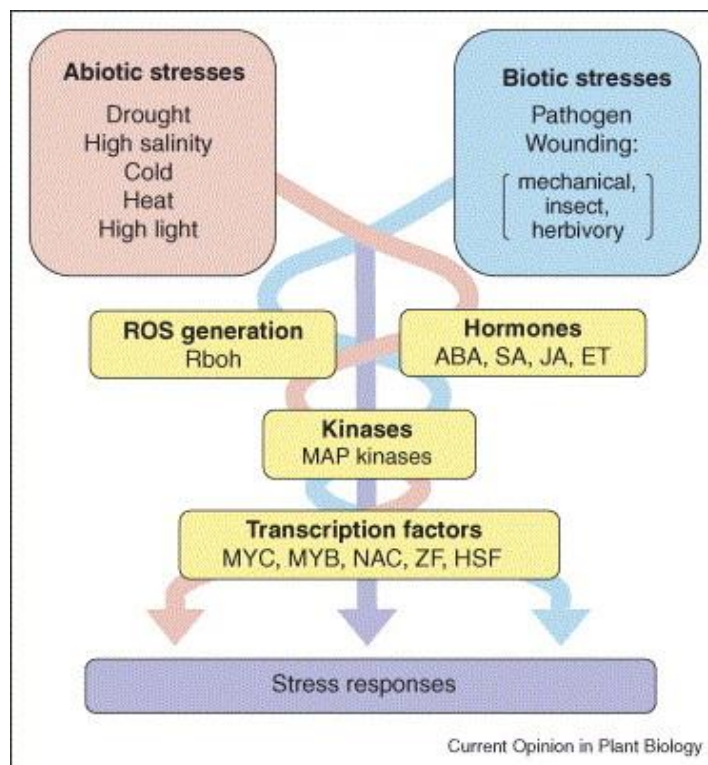 Abiotic stresses
Drought
High salinity
Cold
Heat
High light
Biotic stresses
Pathogen
Wounding:
mechanical,
insect,
herbivory
ROS generation
Rboh
Hormones
ABA, SA, JA, ET
Kinases
MAP kinases
Transcription factors
MYC, MYB, NAC, ZF, HSF
Stress responses
Current Opinion in Plant Biology